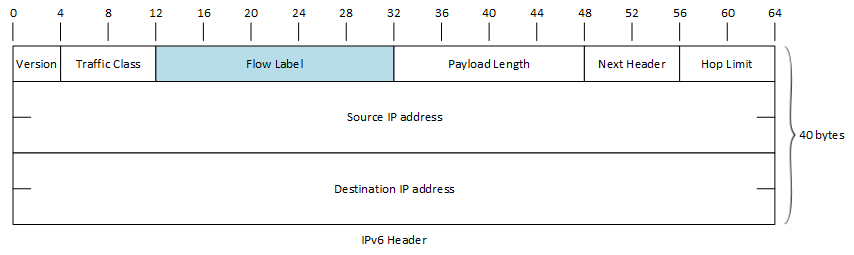 0 4 8 12 16 20 24 28 32 36 40 44 48 52 56 60 64
Version Traffic Class Flow Label Payload Length Next Header Hop Limit
Source IP address
40 bytes
Destination IP address
IPv6 Header